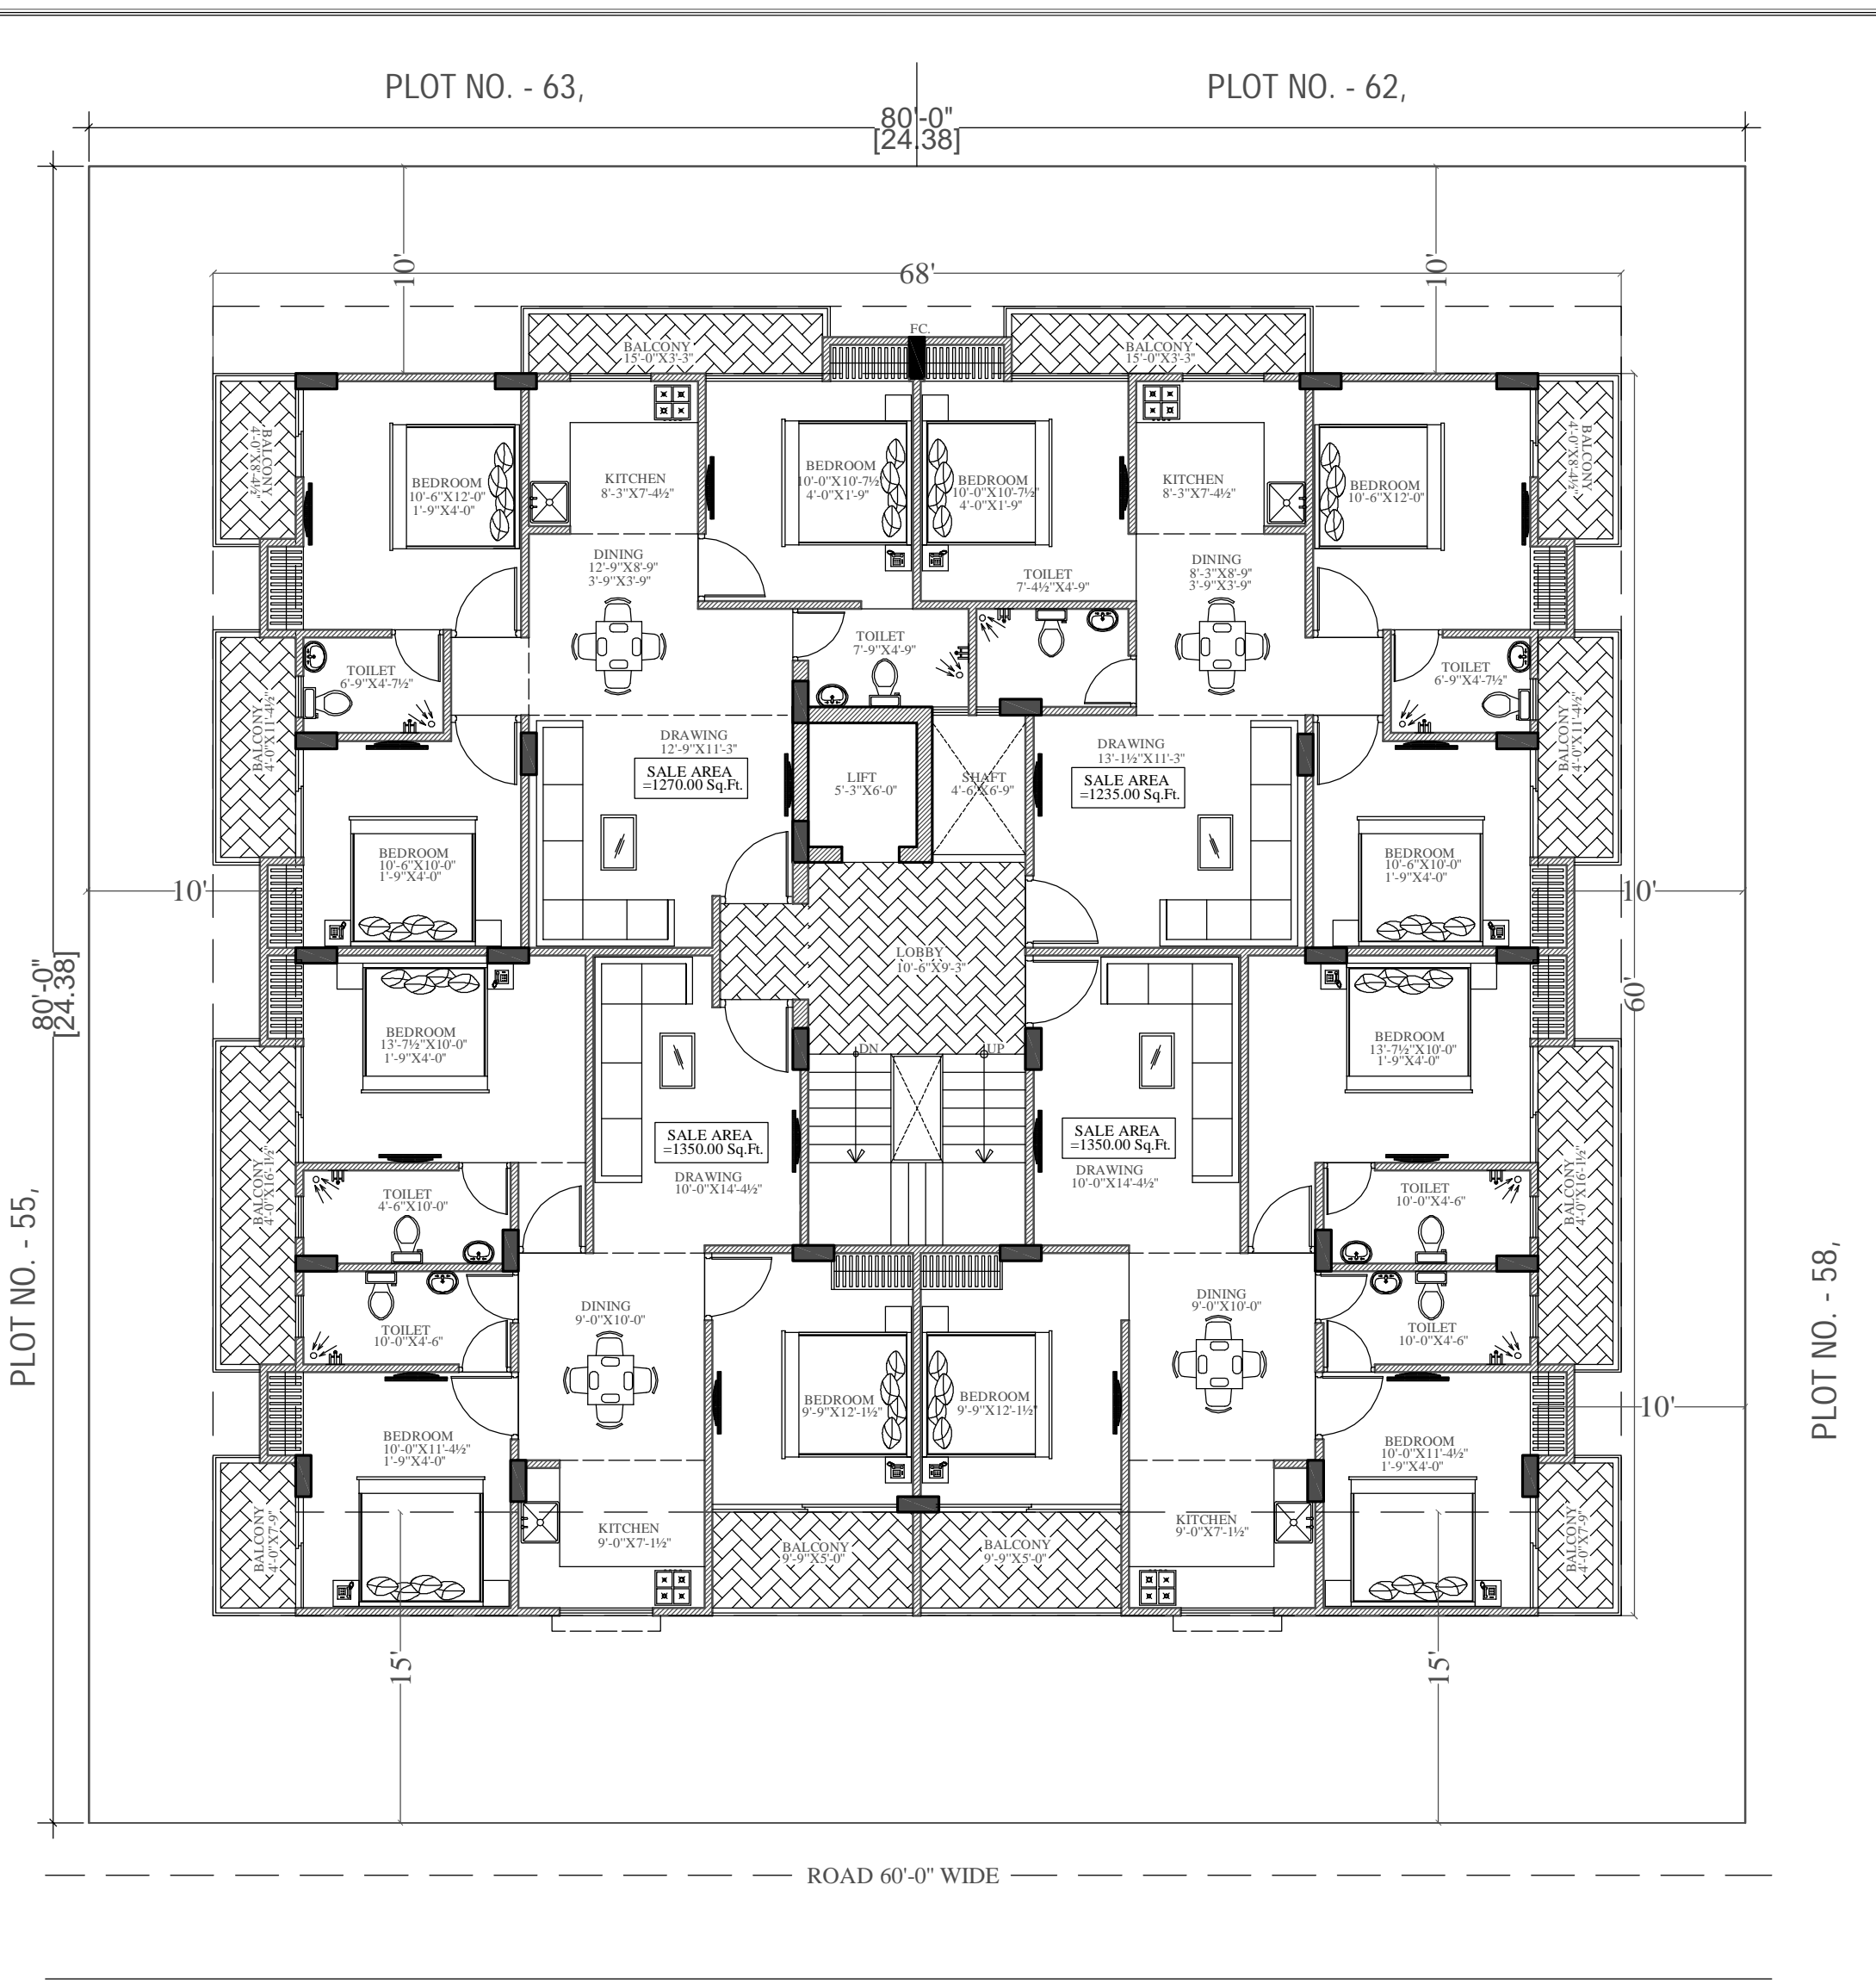 PLOT NO. - 63,
PLOT NO. - 62,
80'-0"
[24.38]
10'
10'
68'
FC.
BALCONY
15'-0"X3'-3"
BALCONY
15'-0"X3'-3"
BALCONY
4'-0"X8'-4½"
BEDROOM
10'-6"X12'-0"
1'-9"X4'-0"
KITCHEN
8'-3"X7'-4½"
BEDROOM
10'-0"X10'-7½"
4'-0"X1'-9"
BEDROOM
10'-0"X10'-7½"
4'-0"X1'-9"
KITCHEN
8'-3"X7'-4½"
BEDROOM
10'-6"X12'-0"
BALCONY
4'-0"X8'-4½"
DINING
12'-9"X8'-9"
3'-9"X3'-9"
TOILET
7'-4½"X4'-9"
DINING
8'-3"X8'-9"
3'-9"X3'-9"
TOILET
6'-9"X4'-7½"
TOILET
7'-9"X4'-9"
TOILET
6'-9"X4'-7½"
BALCONY
4'-0"X11'-4½"
DRAWING
12'-9"X11'-3"
SALE AREA
=1270.00 Sq.Ft.
LIFT
5'-3"X6'-0"
SHAFT
4'-6"X6'-9"
DRAWING
13'-1½"X11'-3"
SALE AREA
=1235.00 Sq.Ft.
BALCONY
4'-0"X11'-4½"
BEDROOM
10'-6"X10'-0"
1'-9"X4'-0"
BEDROOM
10'-6"X10'-0"
1'-9"X4'-0"
10'
10'
LOBBY
10'-6"X9'-3"
80'-0"
[24.38]
60'
BEDROOM
13'-7½"X10'-0"
1'-9"X4'-0"
DN
UP
BEDROOM
13'-7½"X10'-0"
1'-9"X4'-0"
SALE AREA
=1350.00 Sq.Ft.
DRAWING
10'-0"X14'-4½"
SALE AREA
=1350.00 Sq.Ft.
DRAWING
10'-0"X14'-4½"
BALCONY
4'-0"X16'-1½"
TOILET
4'-6"X10'-0"
TOILET
10'-0"X4'-6"
BALCONY
4'-0"X16'-1½"
PLOT NO. - 55,
PLOT NO. - 58,
TOILET
10'-0"X4'-6"
DINING
9'-0"X10'-0"
DINING
9'-0"X10'-0"
TOILET
10'-0"X4'-6"
BEDROOM
9'-9"X12'-1½"
BEDROOM
9'-9"X12'-1½"
10'
BEDROOM
10'-0"X11'-4½"
1'-9"X4'-0"
BEDROOM
10'-0"X11'-4½"
1'-9"X4'-0"
BALCONY
4'-0"X7'-9"
KITCHEN
9'-0"X7'-1½"
BALCONY
9'-9"X5'-0"
BALCONY
9'-9"X5'-0"
KITCHEN
9'-0"X7'-1½"
BALCONY
4'-0"X7'-9"
15'
15'
ROAD 60'-0" WIDE